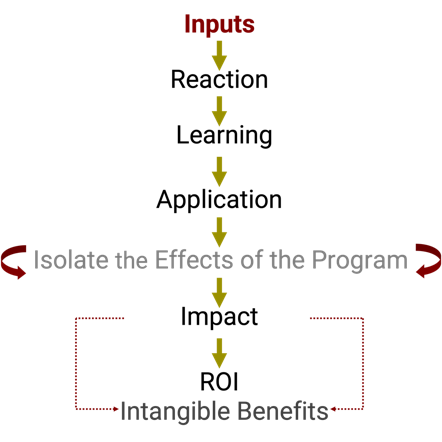 Inputs
Reaction
Learning
Application
Isolate the Effects of the Program
Impact
ROI
Intangible Benefits